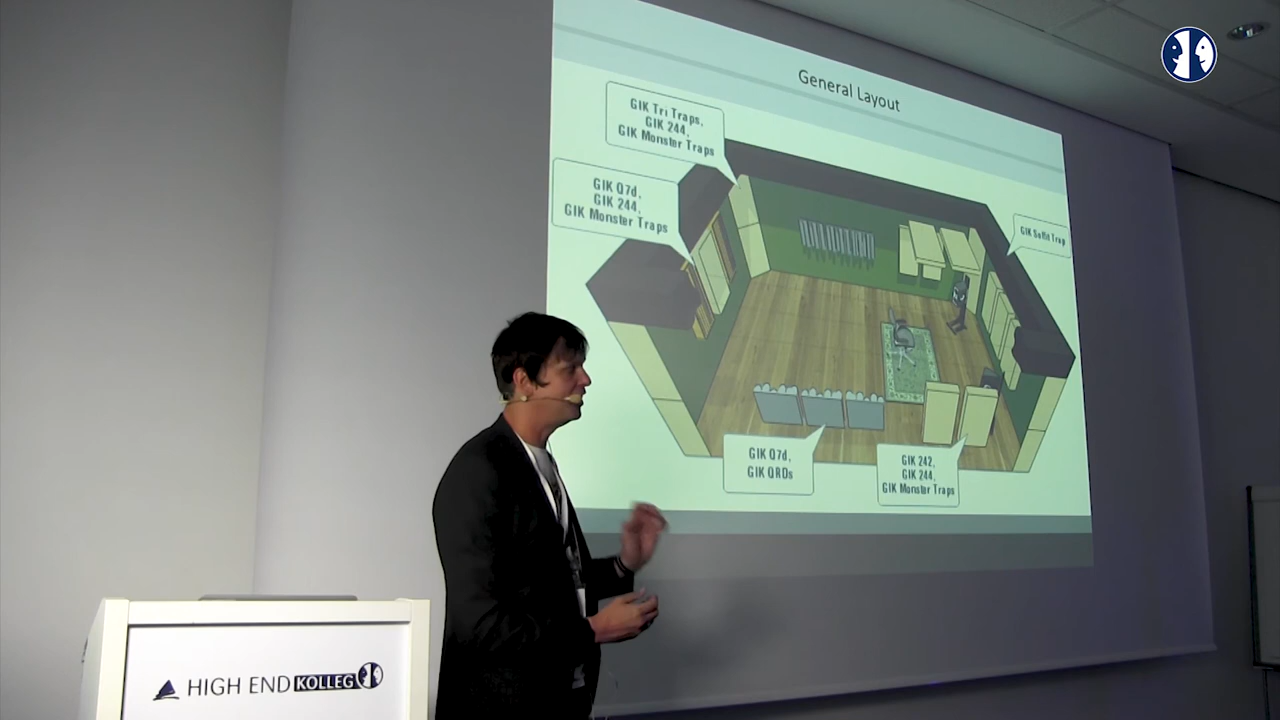 General Layout
GIK Tri Traps,
GIK 244,
GIK Monster Traps
GIK Q7d,
GIK 244,
GIK Monster Traps
GIK Soffit Trap
GIK Q7d,
GIK QRDs
GIK 242,
GIK 244,
GIK Monster Traps
HIGH END KOLLEG